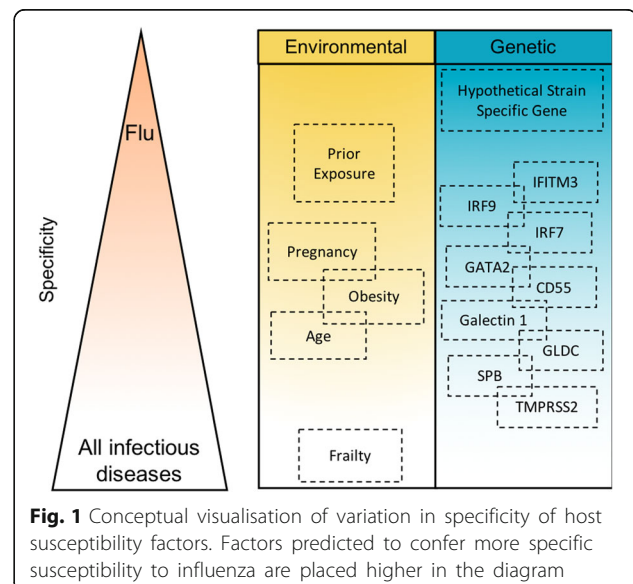 Environmental
Genetic
Flu
Specificity
All infectious
diseases
Prior
Exposure
Pregnancy
Obesity
Age
Frailty
Hypothetical Strain
Specific Gene
IFITM3
IRF9
IRF7
GATA2
CD55
Galectin 1
GLDC
SPB
TMPRSS2
Fig. 1 Conceptual visualisation of variation in specificity of host
susceptibility factors. Factors predicted to confer more specific
susceptibility to influenza are placed higher in the diagram